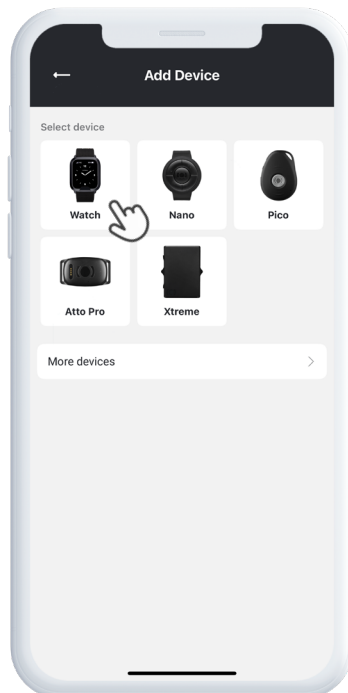 Add Device
Select device
Watch
Nano
Pico
Atto Pro
Xtreme
More devices